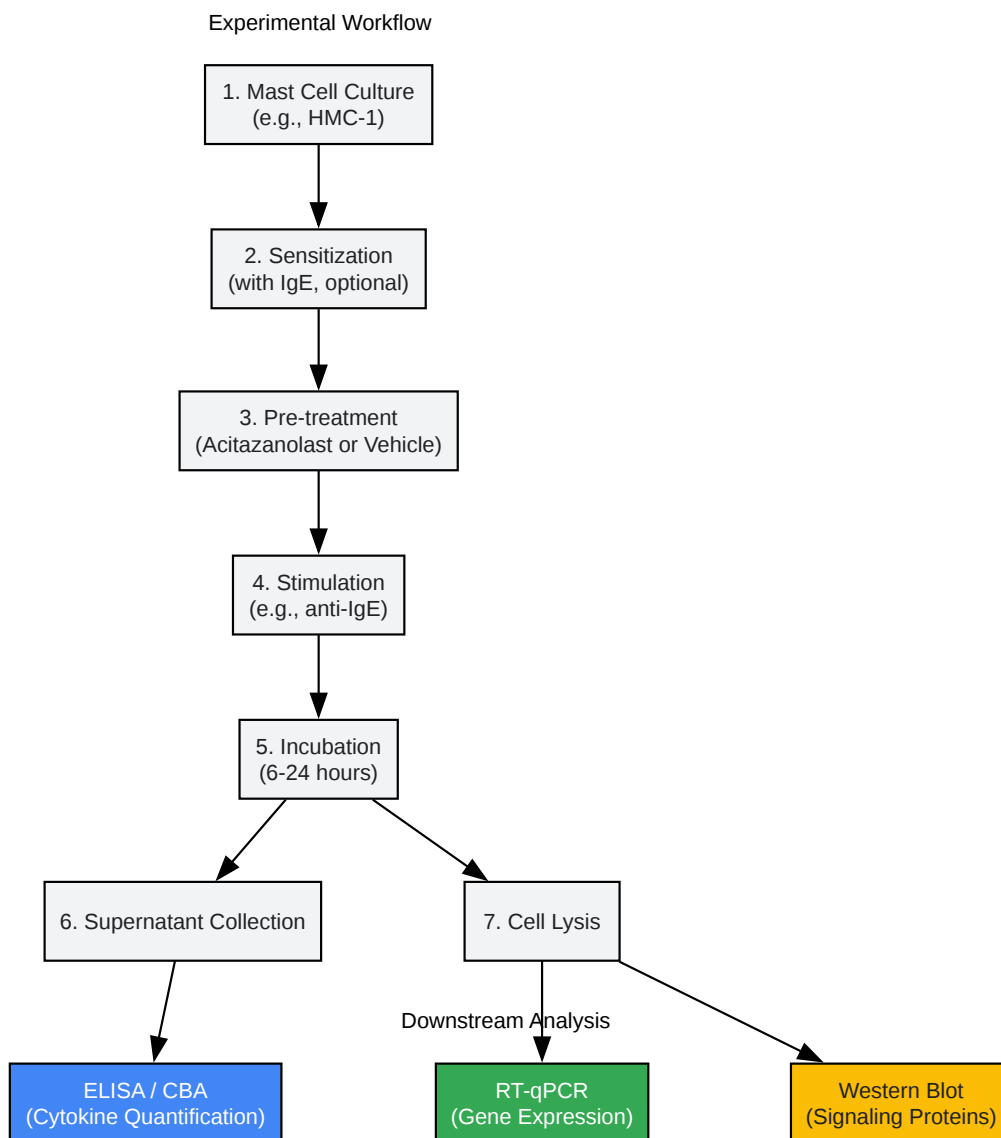 Experimental Workflow
1. Mast Cell Culture
(e.g., HMC-1)
2. Sensitization
(with IgE, optional)
3. Pre-treatment
(Acitazanolast or Vehicle)
4. Stimulation
(e.g., anti-IgE)
5. Incubation
(6-24 hours)
6. Supernatant Collection
7. Cell Lysis
Downstream Analysis
ELISA / CBA
(Cytokine Quantification)
RT-qPCR
(Gene Expression)
Western Blot
(Signaling Proteins)